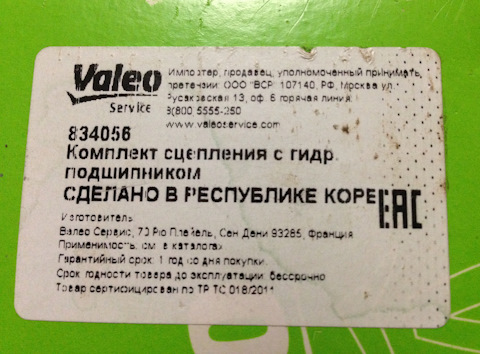 Valeo
Service
Импортер, продавец, уполномоченный принимать
претензии: ООО "ВСР" 107140, РФ, Москва ул.
Русаковская 13, оф. 6 горячая линия:
8(800 5555-250
www.valeoservice.com
834056
Комплект сцепления с гидр.
подшипником
СДЕЛАНО В РЕСПУБЛИКЕ КОРЕ
EAC
Изготовитель:
Валео Сервис, 70 Рю Плейель, Сен Дени 93285, Франция
Применимость: см. в каталогах
Гарантийный срок: 1 год со дня покупки.
Срок годности товара до эксплуатации: бессрочно
Товар сертифицирован по ТР ТС 018/2011